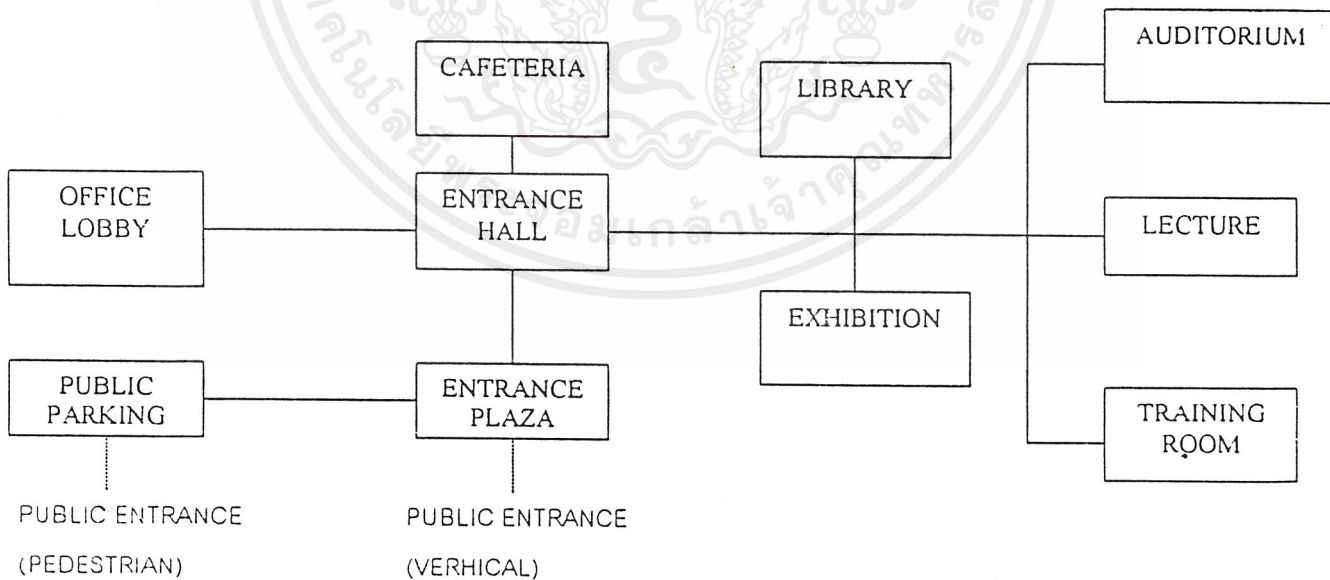 AUDITORIUM
CAFETERIA
LIBRARY
OFFICE
LOBBY
ENTRANCE
HALL
LECTURE
EXHIBITION
PUBLIC
PARKING
ENTRANCE
PLAZA
TRAINING
ROOM
PUBLIC ENTRANCE
(PEDESTRIAN)
PUBLIC ENTRANCE
(VERHICAL)